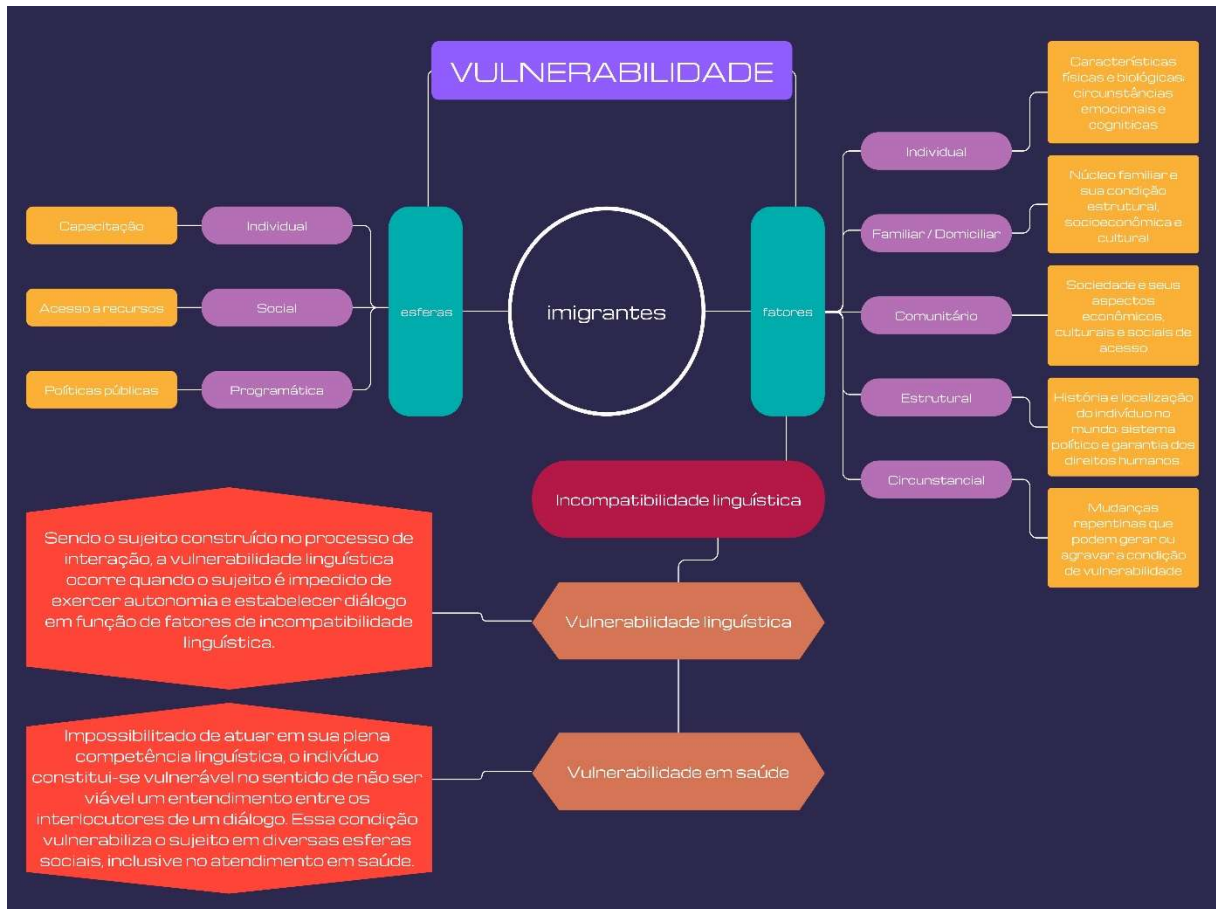 VULNERABILIDADE
Capacitação
Individual
Acesso a recursos
Social
Políticas públicas
Programática
esferas
imigrantes
fatores
Individual
Características
físicas e biológicas:
circunstâncias
emocionais e
cogniticas
Familiar / Domiciliar
Núcleo familiar e
sua condição
estrutural,
socioeconômica e
cultural
Comunitário
Sociedade e seus
aspectos
econômicos,
culturais e sociais de
acesso
Estrutural
História e localização
do indivíduo no
mundo: sistema
político e garantia dos
direitos humanos.
Circunstancial
Mudanças
repentinas que
podem gerar ou
agravar a condição
de vulnerabilidade
Incompatibilidade linguística
Vulnerabilidade linguística
Sendo o sujeito construído no processo de
interação, a vulnerabilidade linguística
ocorre quando o sujeito é impedido de
exercer autonomia e estabelecer diálogo
em função de fatores de incompatibilidade
linguística.
Vulnerabilidade em saúde
Impossibilitado de atuar em sua plena
competência linguística, o indivíduo
constitui-se vulnerável no sentido de não ser
viável um entendimento entre os
interlocutores de um diálogo. Essa condição
vulnerabiliza o sujeito em diversas esferas
sociais, inclusive no atendimento em saúde.